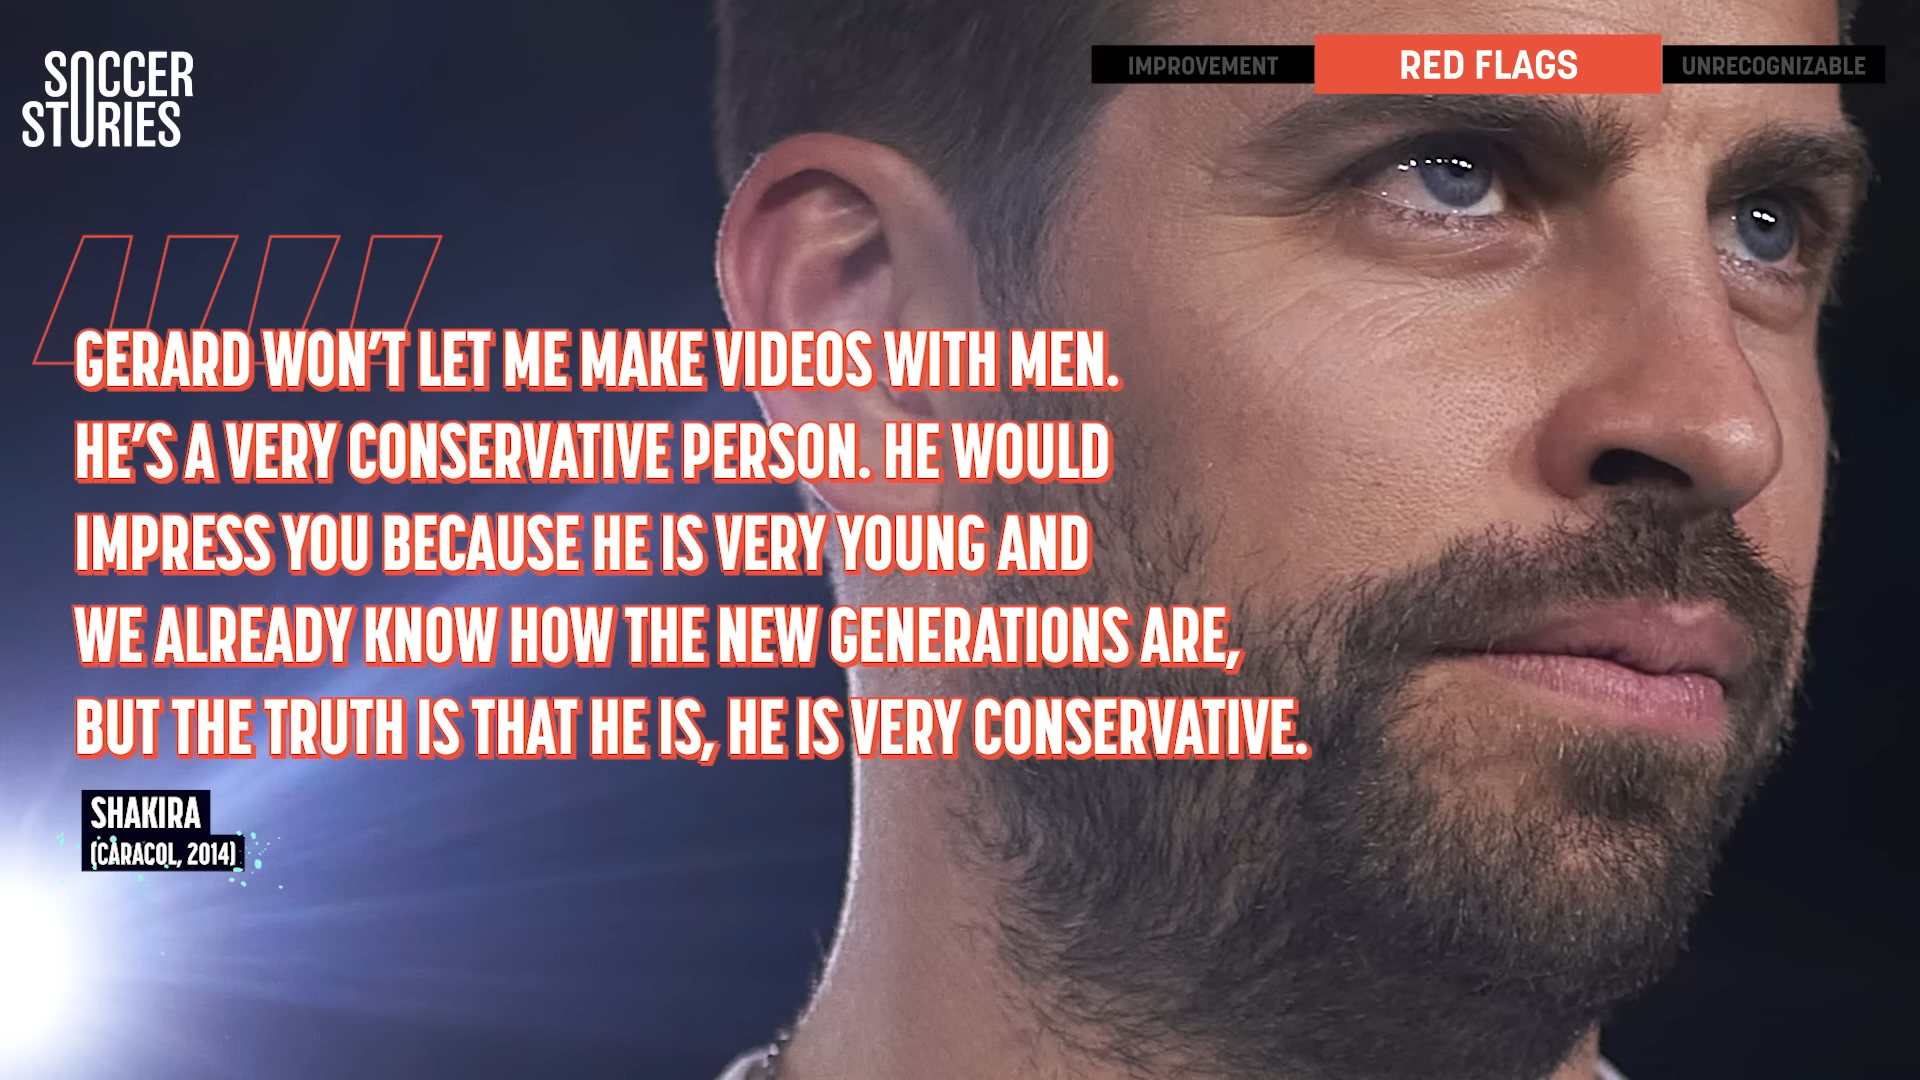 SOCCER
STORIES
IMPROVEMENT
RED FLAGS
UNRECOGNIZABLE
GERARD WON'T LET ME MAKE VIDEOS WITH MEN.
HE'S A VERY CONSERVATIVE PERSON. HE WOULD
IMPRESS YOU BECAUSE HE IS VERY YOUNG AND
WE ALREADY KNOW HOW THE NEW GENERATIONS ARE,
BUT THE TRUTH IS THAT HE IS, HE IS VERY CONSERVATIVE.
SHAKIRA
(CARACOL, 2014)